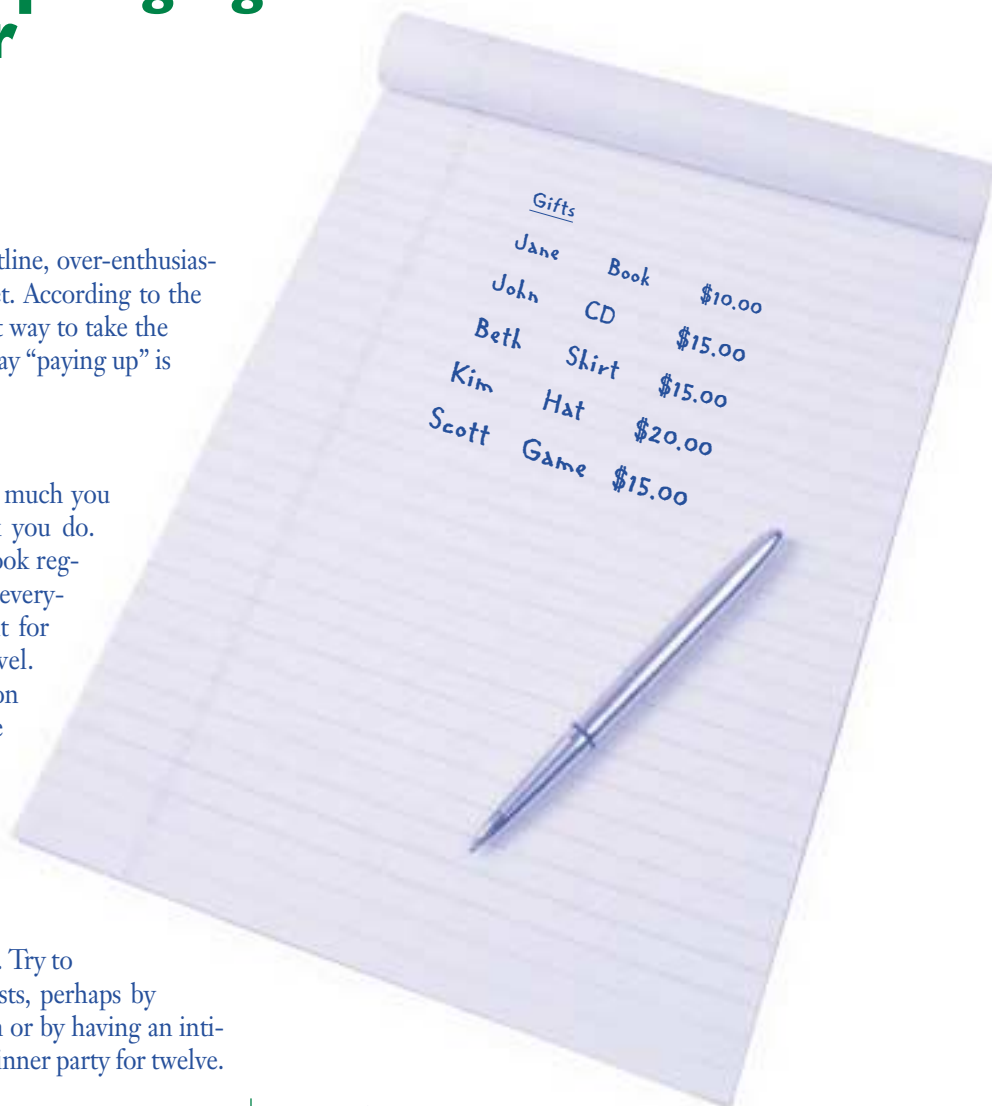 r
tline, over-enthusias-
et. According to the
t way to take the
ay “paying up” is
much you
you do.
ook reg-
every-
t for
vel.
on
e
. Try to
sts, perhaps by
n or by having an inti-
inner party for twelve.
Gifts
Jane Book $10.00
John CD $15.00
Beth Shirt $15.00
Kim Hat $20.00
Scott Game $15.00